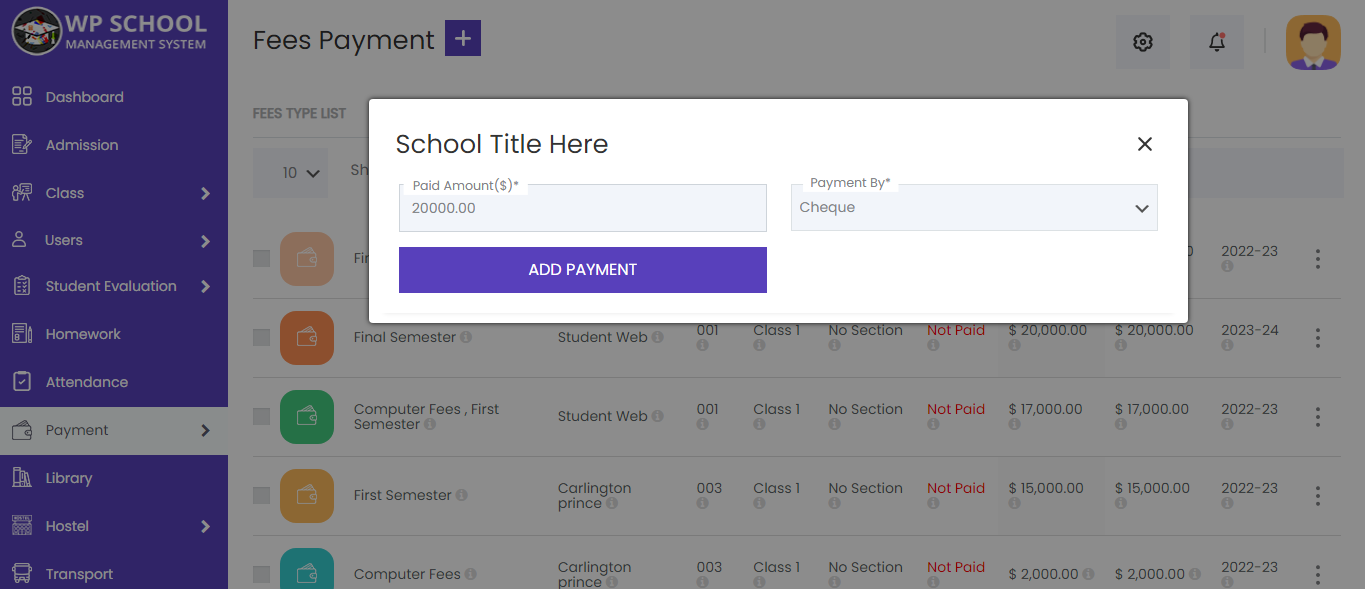 WP SCHOOL
MANAGEMENT SYSTEM
Dashboard
Admission
Class
Users
Student Evaluation
Homework
Attendance
Payment
Library
Hostel
Transport
Fees Payment +
FEES TYPE LIST
10
School Title Here
Paid Amount($)*
20000.00
Payment By*
Cheque
ADD PAYMENT
2022-23
Final Semester
Student Web
001
Class 1
No Section
Not Paid
$ 20,000.00
$ 20,000.00
2023-24
Computer Fees , First
Semester
Student Web
001
Class 1
No Section
Not Paid
$ 17,000.00
$ 17,000.00
2022-23
First Semester
Carlington
prince
003
Class 1
No Section
Not Paid
$ 15,000.00
$ 15,000.00
2022-23
Computer Fees
Carlington
prince
003
Class 1
No Section
Not Paid
$ 2,000.00
$ 2,000.00
2022-23